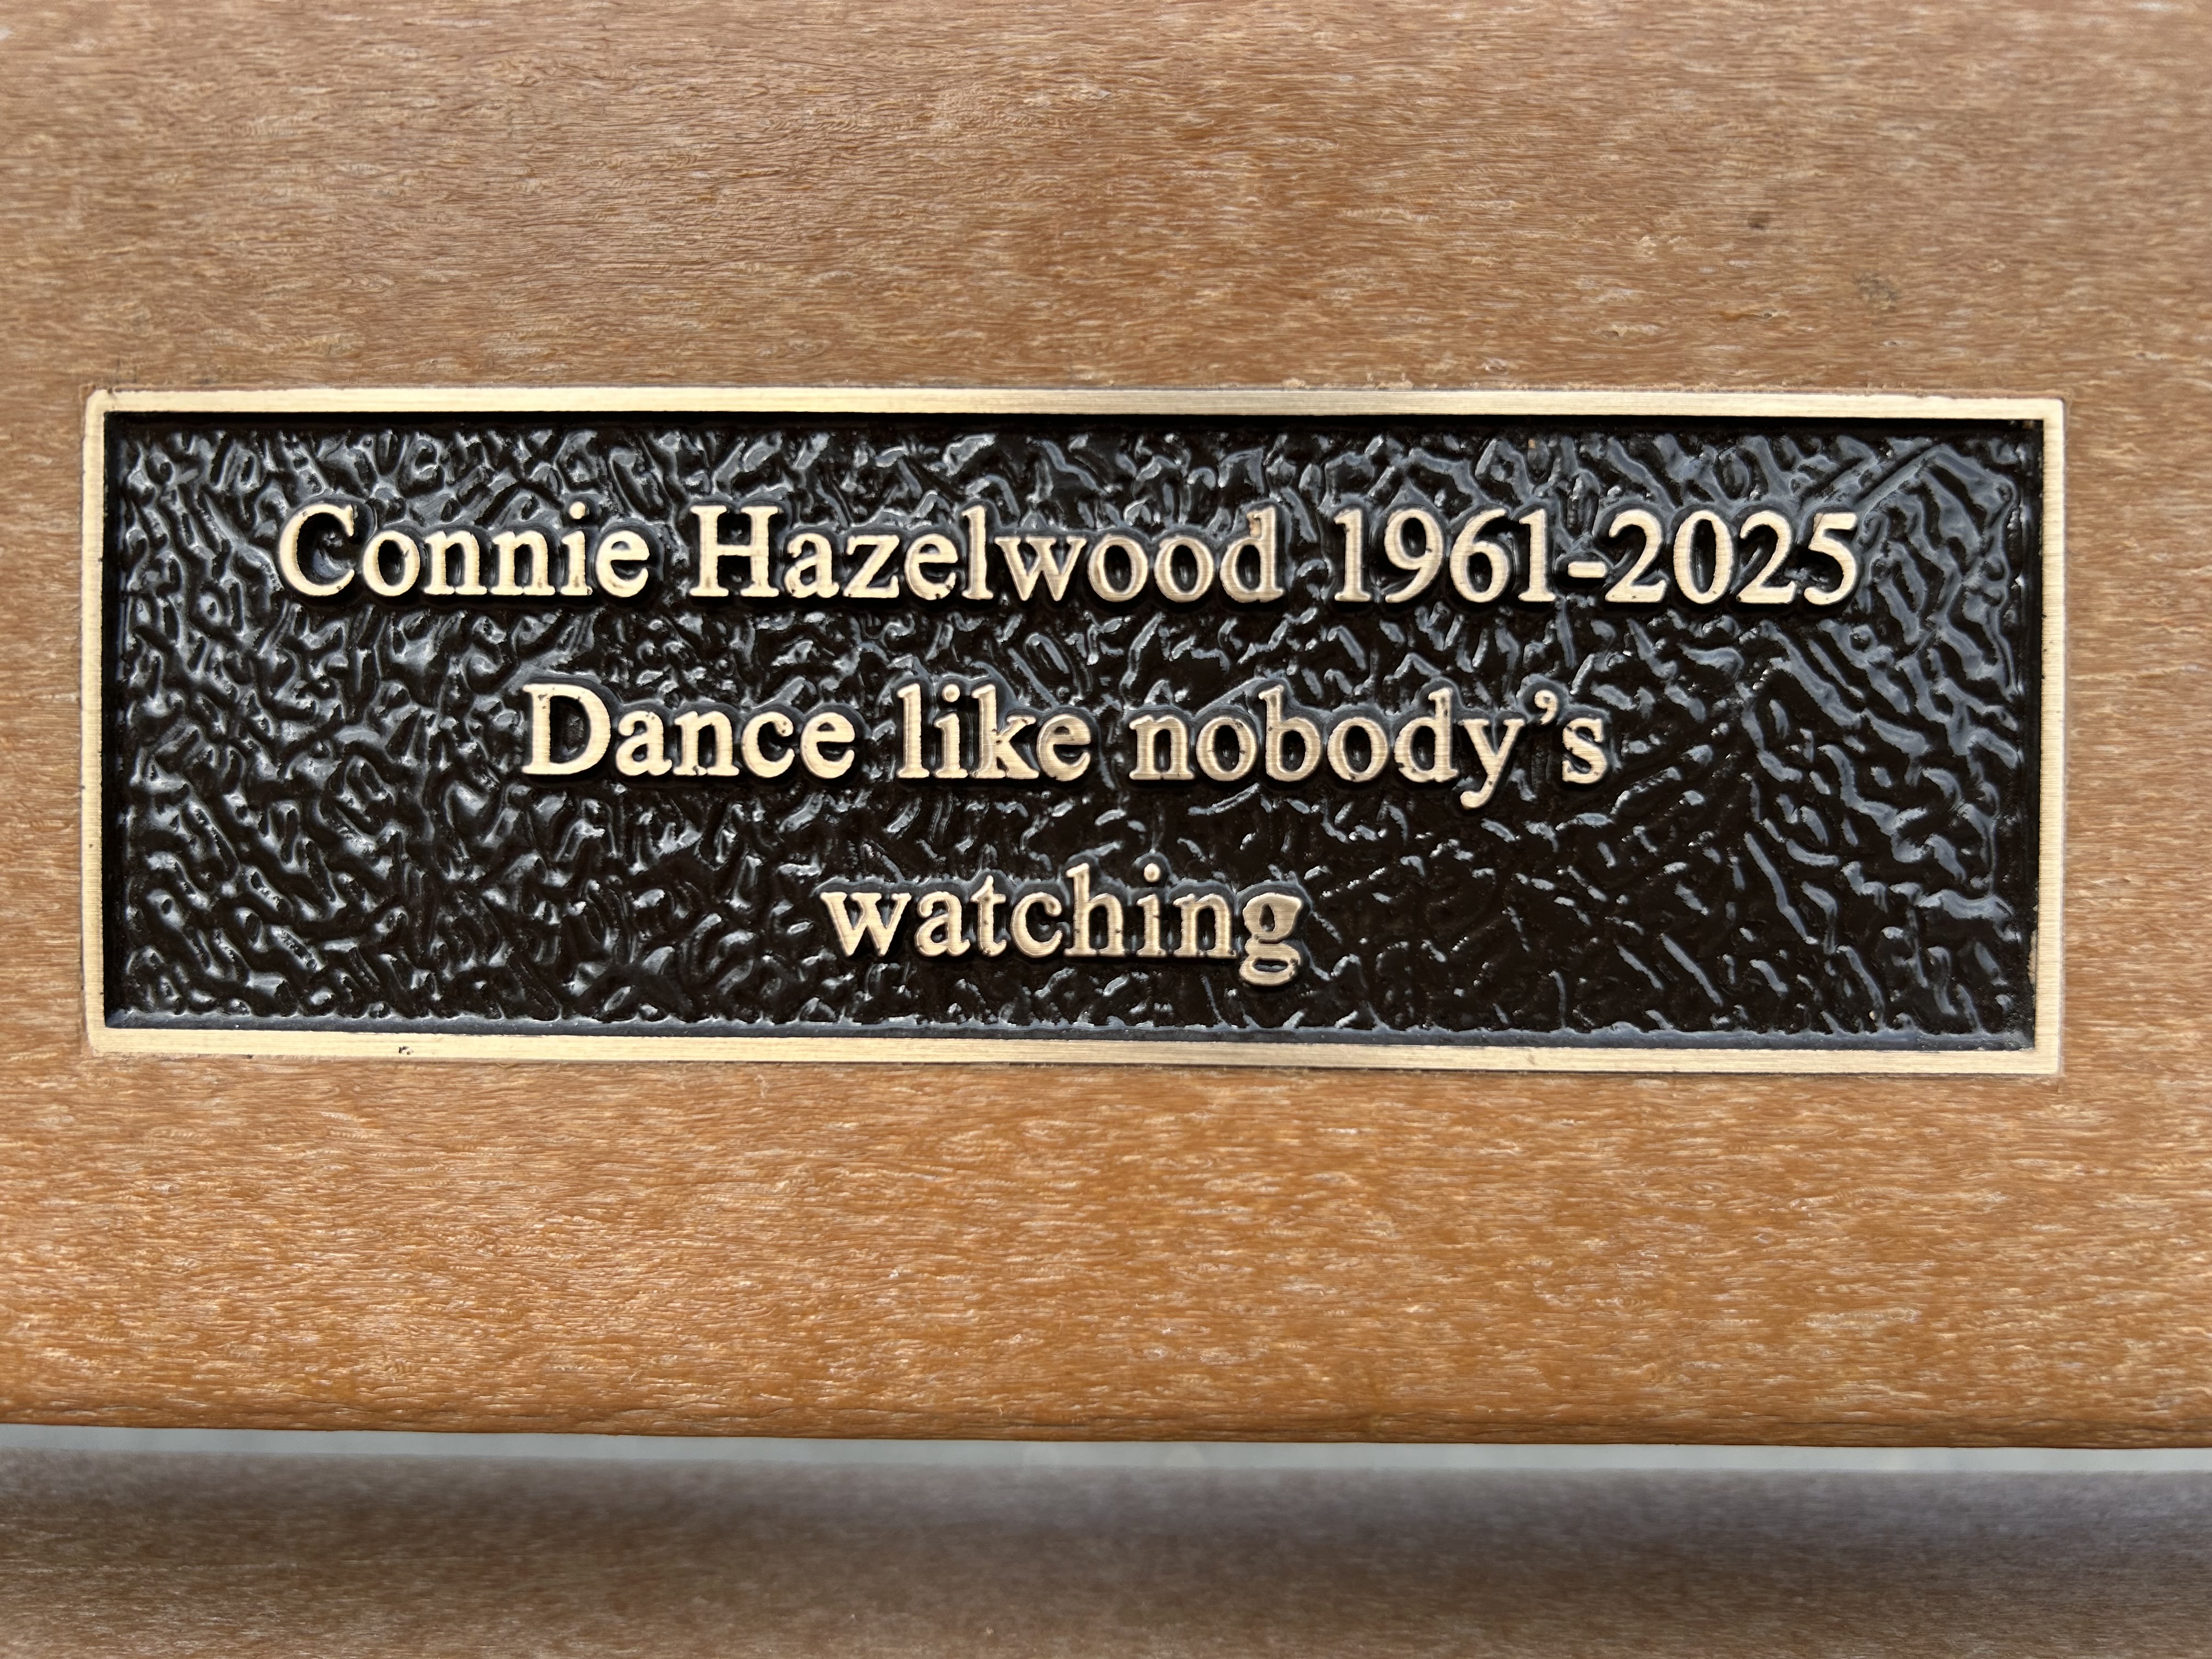 Connie Hazelwood 1961-2025
Dance like nobody’s
watching